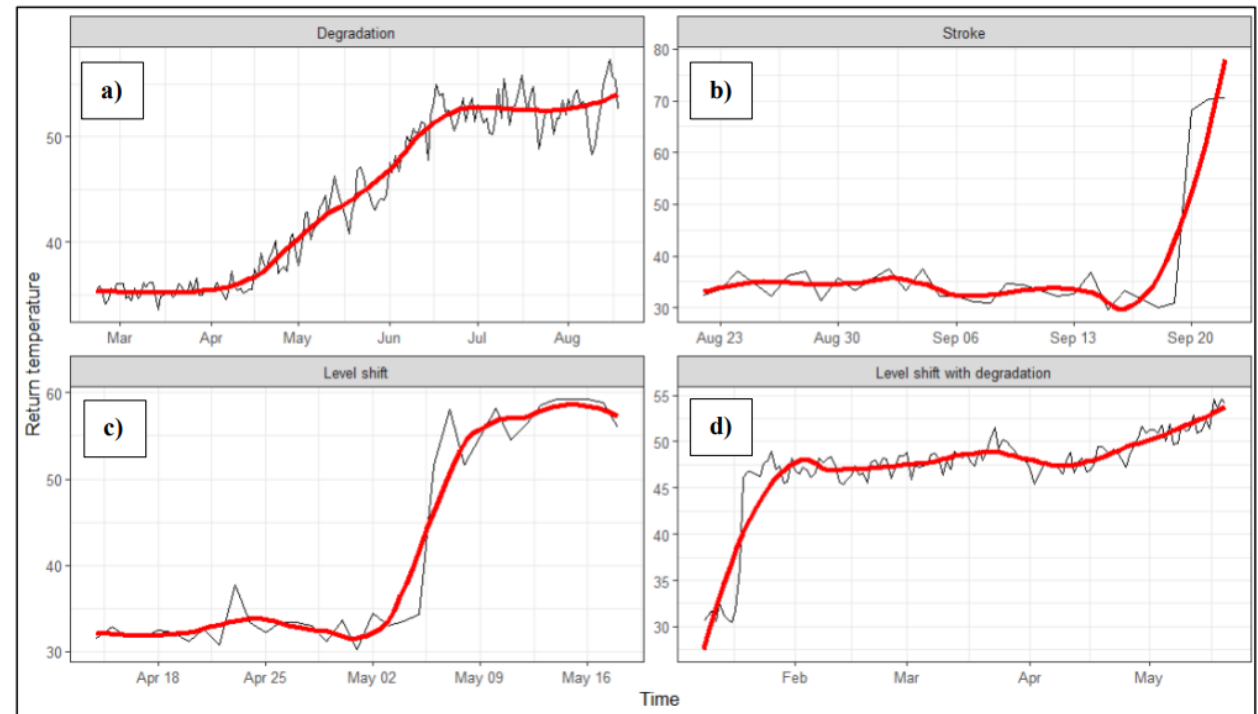 Degradation
Stroke
a)
b)
50
40
80
70
60
50
40
30
Mar Apr May Jun Jul Aug
Aug 23 Aug 30 Sep 06 Sep 13 Sep 20
Return temperature
Level shift
Level shift with degradation
c)
d)
60
50
40
30
55
50
45
40
35
30
Apr 18 Apr 25 May 02 May 09 May 16
Feb Mar Apr May
Time